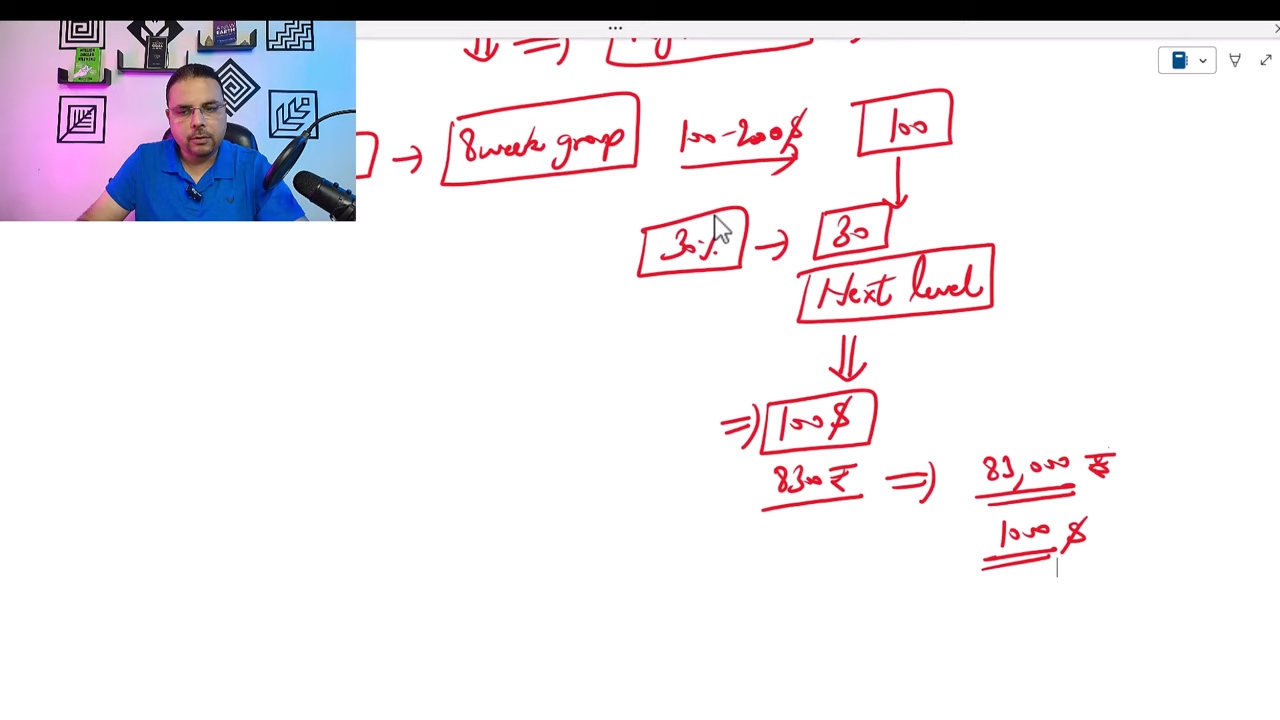 8 week group 100-200$ 100
30% → 30
Next level
⇒ 100$
8300 ₹ ⇒ 83,000 ₹
1000 $